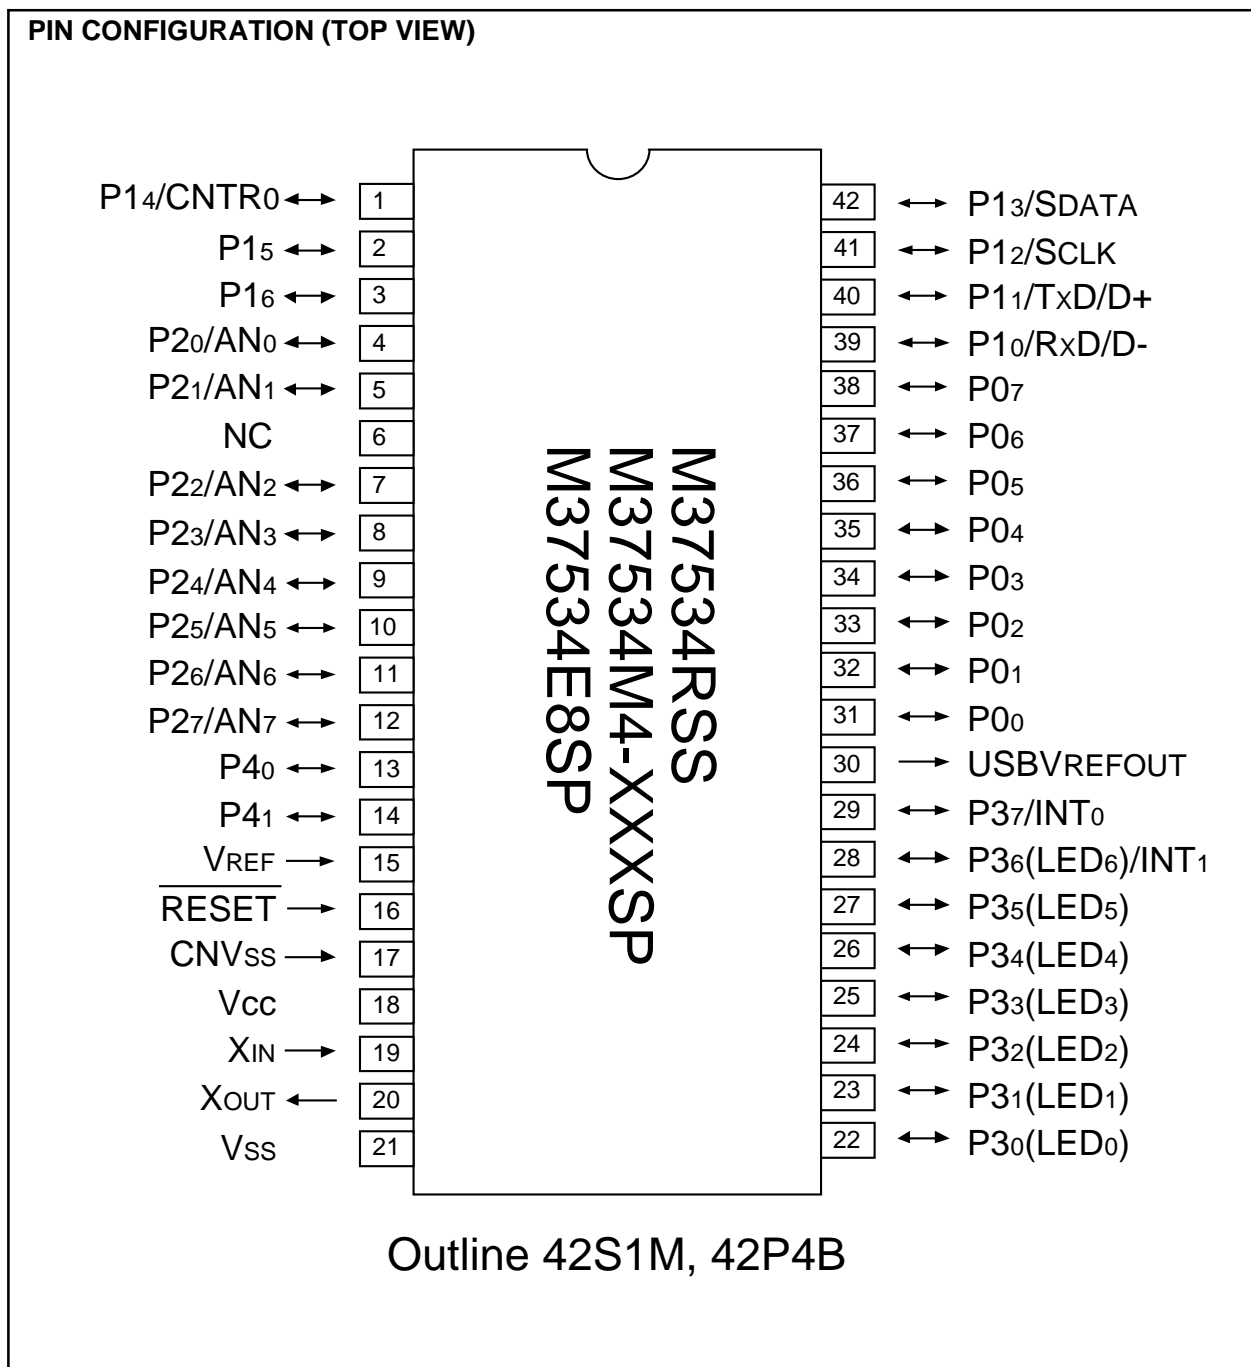 PIN CONFIGURATION (TOP VIEW)
P14/CNTR0 1
P15 2
P16 3
P20/AN0 4
P21/AN1 5
NC 6
P22/AN2 7
P23/AN3 8
P24/AN4 9
P25/AN5 10
P26/AN6 11
P27/AN7 12
P40 13
P41 14
VREF 15
RESET 16
CNVSS 17
Vcc 18
XIN 19
XOUT 20
VSS 21
M37534RSS
M37534M4-XXXSP
M37534E8SP
42 P13/SDATA
41 P12/SCLK
40 P11/TxD/D+
39 P10/RxD/D-
38 P07
37 P06
36 P05
35 P04
34 P03
33 P02
32 P01
31 P00
30 USBVREFOUT
29 P37/INT0
28 P36(LED6)/INT1
27 P35(LED5)
26 P34(LED4)
25 P33(LED3)
24 P32(LED2)
23 P31(LED1)
22 P30(LED0)
Outline 42S1M, 42P4B